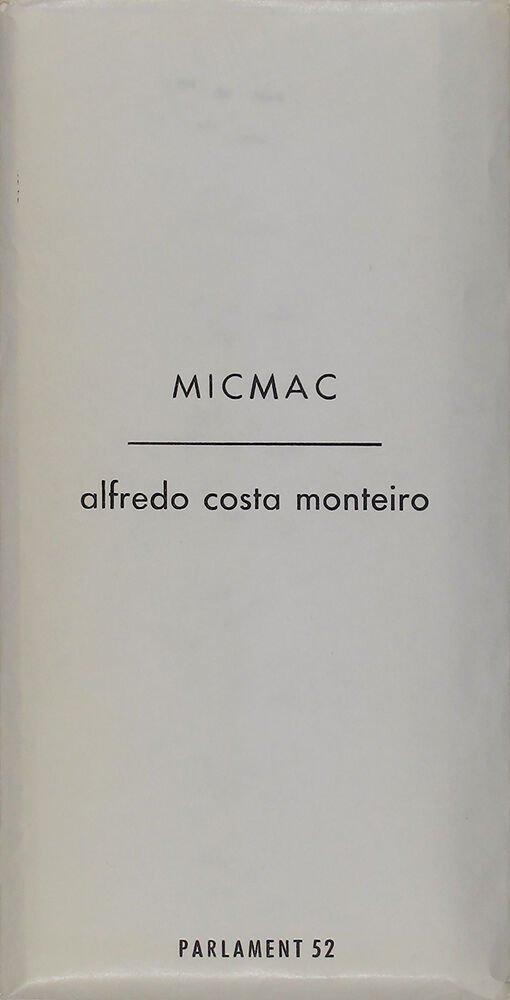 MICMAC
alfredo costa monteiro
PARLAMENT 52